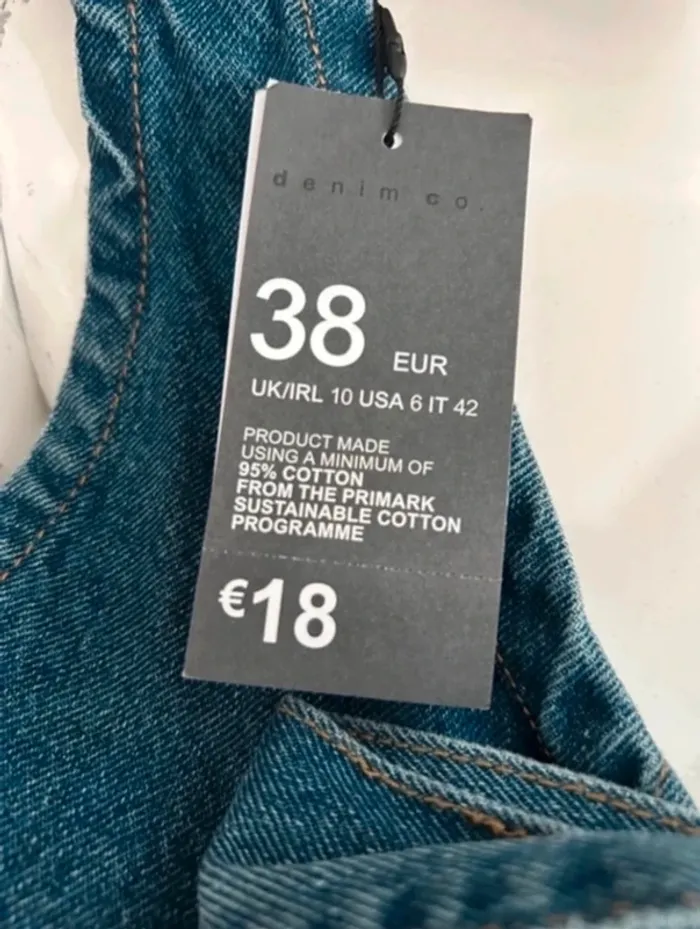 denim co.
38 EUR
UK/IRL 10 USA 6 IT 42
PRODUCT MADE
USING A MINIMUM OF
95% COTTON
FROM THE PRIMARK
SUSTAINABLE COTTON
PROGRAMME
€18